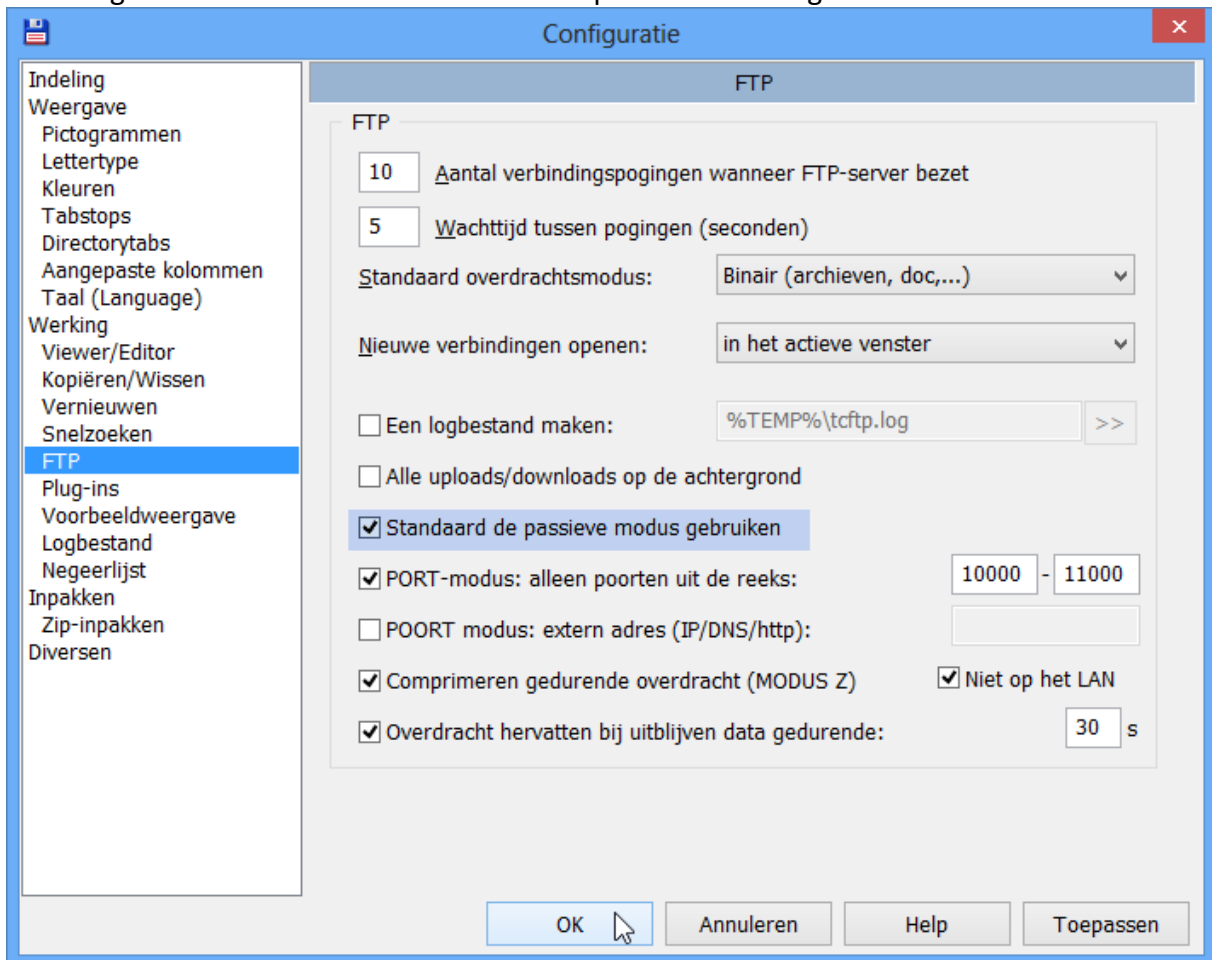 Configuratie
Indeling
Weergave
Pictogrammen
Lettertype
Kleuren
Tabstops
Directorytabs
Aangepaste kolommen
Taal (Language)
Werking
Viewer/Editor
Kopiëren/Wissen
Vernieuwen
Snelzoeken
FTP
Plug-ins
Voorbeeldweergave
Logbestand
Negeerlijst
Inpakken
Zip-inpakken
Diversen
FTP
FTP
10 Aantal verbindingspogingen wanneer FTP-server bezet
5 Wachttijd tussen pogingen (seconden)
Standaard overdrachtsmodus: Binair (archieven, doc,...)
Nieuwe verbindingen openen: in het actieve venster
Een logbestand maken: %TEMP%\tcftp.log >>
Alle uploads/downloads op de achtergrond
Standaard de passieve modus gebruiken
PORT-modus: alleen poorten uit de reeks: 10000 - 11000
POORT modus: extern adres (IP/DNS/http):
Comprimeren gedurende overdracht (MODUS Z) Niet op het LAN
Overdracht hervatten bij uitblijven data gedurende: 30 s
OK Annuleren Help Toepassen